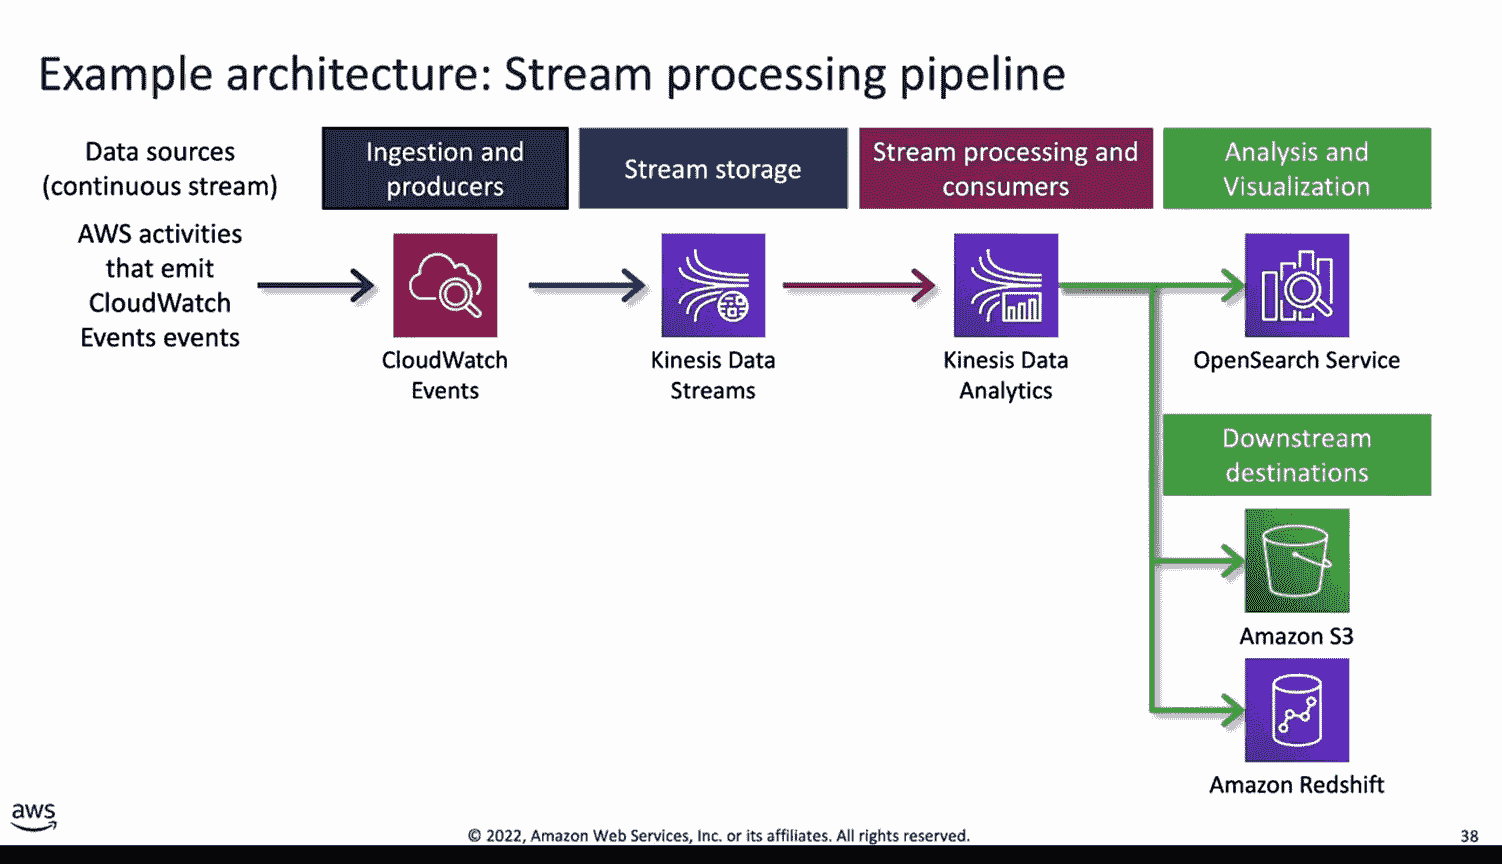 Example architecture: Stream processing pipeline
Data sources
(continuous stream)
Ingestion and
producers
Stream storage
Stream processing and
consumers
Analysis and
Visualization
AWS activities
that emit
CloudWatch
Events events
CloudWatch
Events
Kinesis Data
Streams
Kinesis Data
Analytics
OpenSearch Service
Downstream
destinations
Amazon S3
Amazon Redshift
aws
© 2022, Amazon Web Services, Inc. or its affiliates. All rights reserved.
38